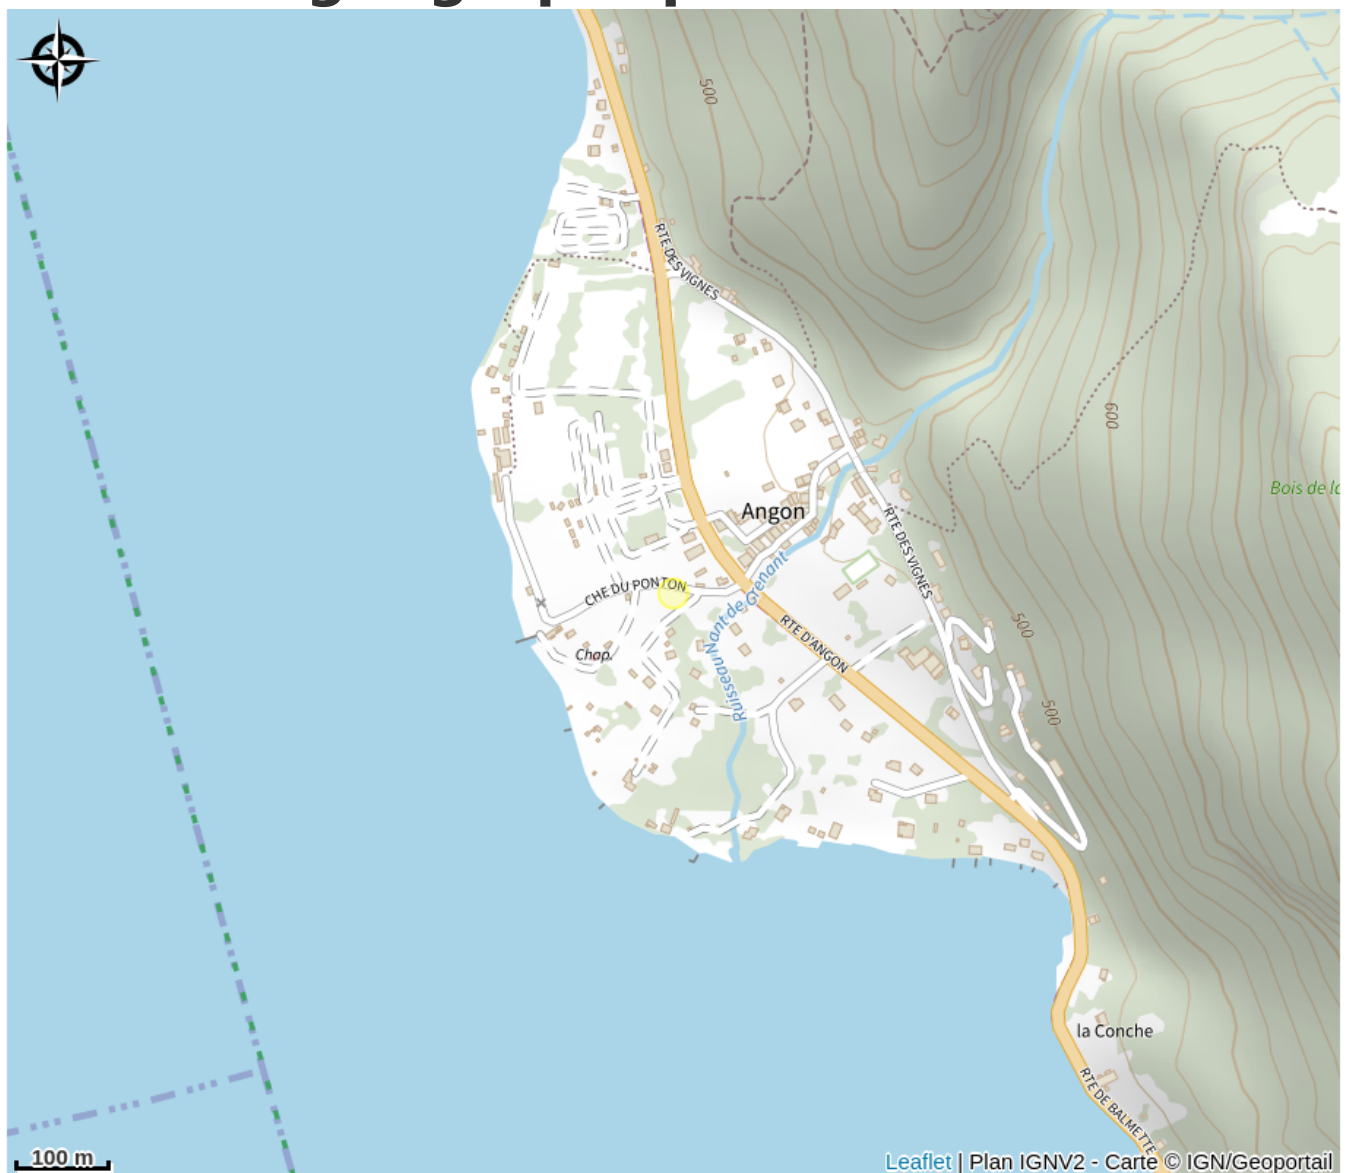 500
RTE DES VIGNES
600
Bois de
Angon
RTE DES VIGNES
CHE DU PONTON
Ruisseau Nant de Grenant
RTE D'ANGON
500
Chap.
500
la Conche
RTE DE BALMETTE
100 m
Leaflet | Plan IGNV2 - Carte © IGN/Geoportail